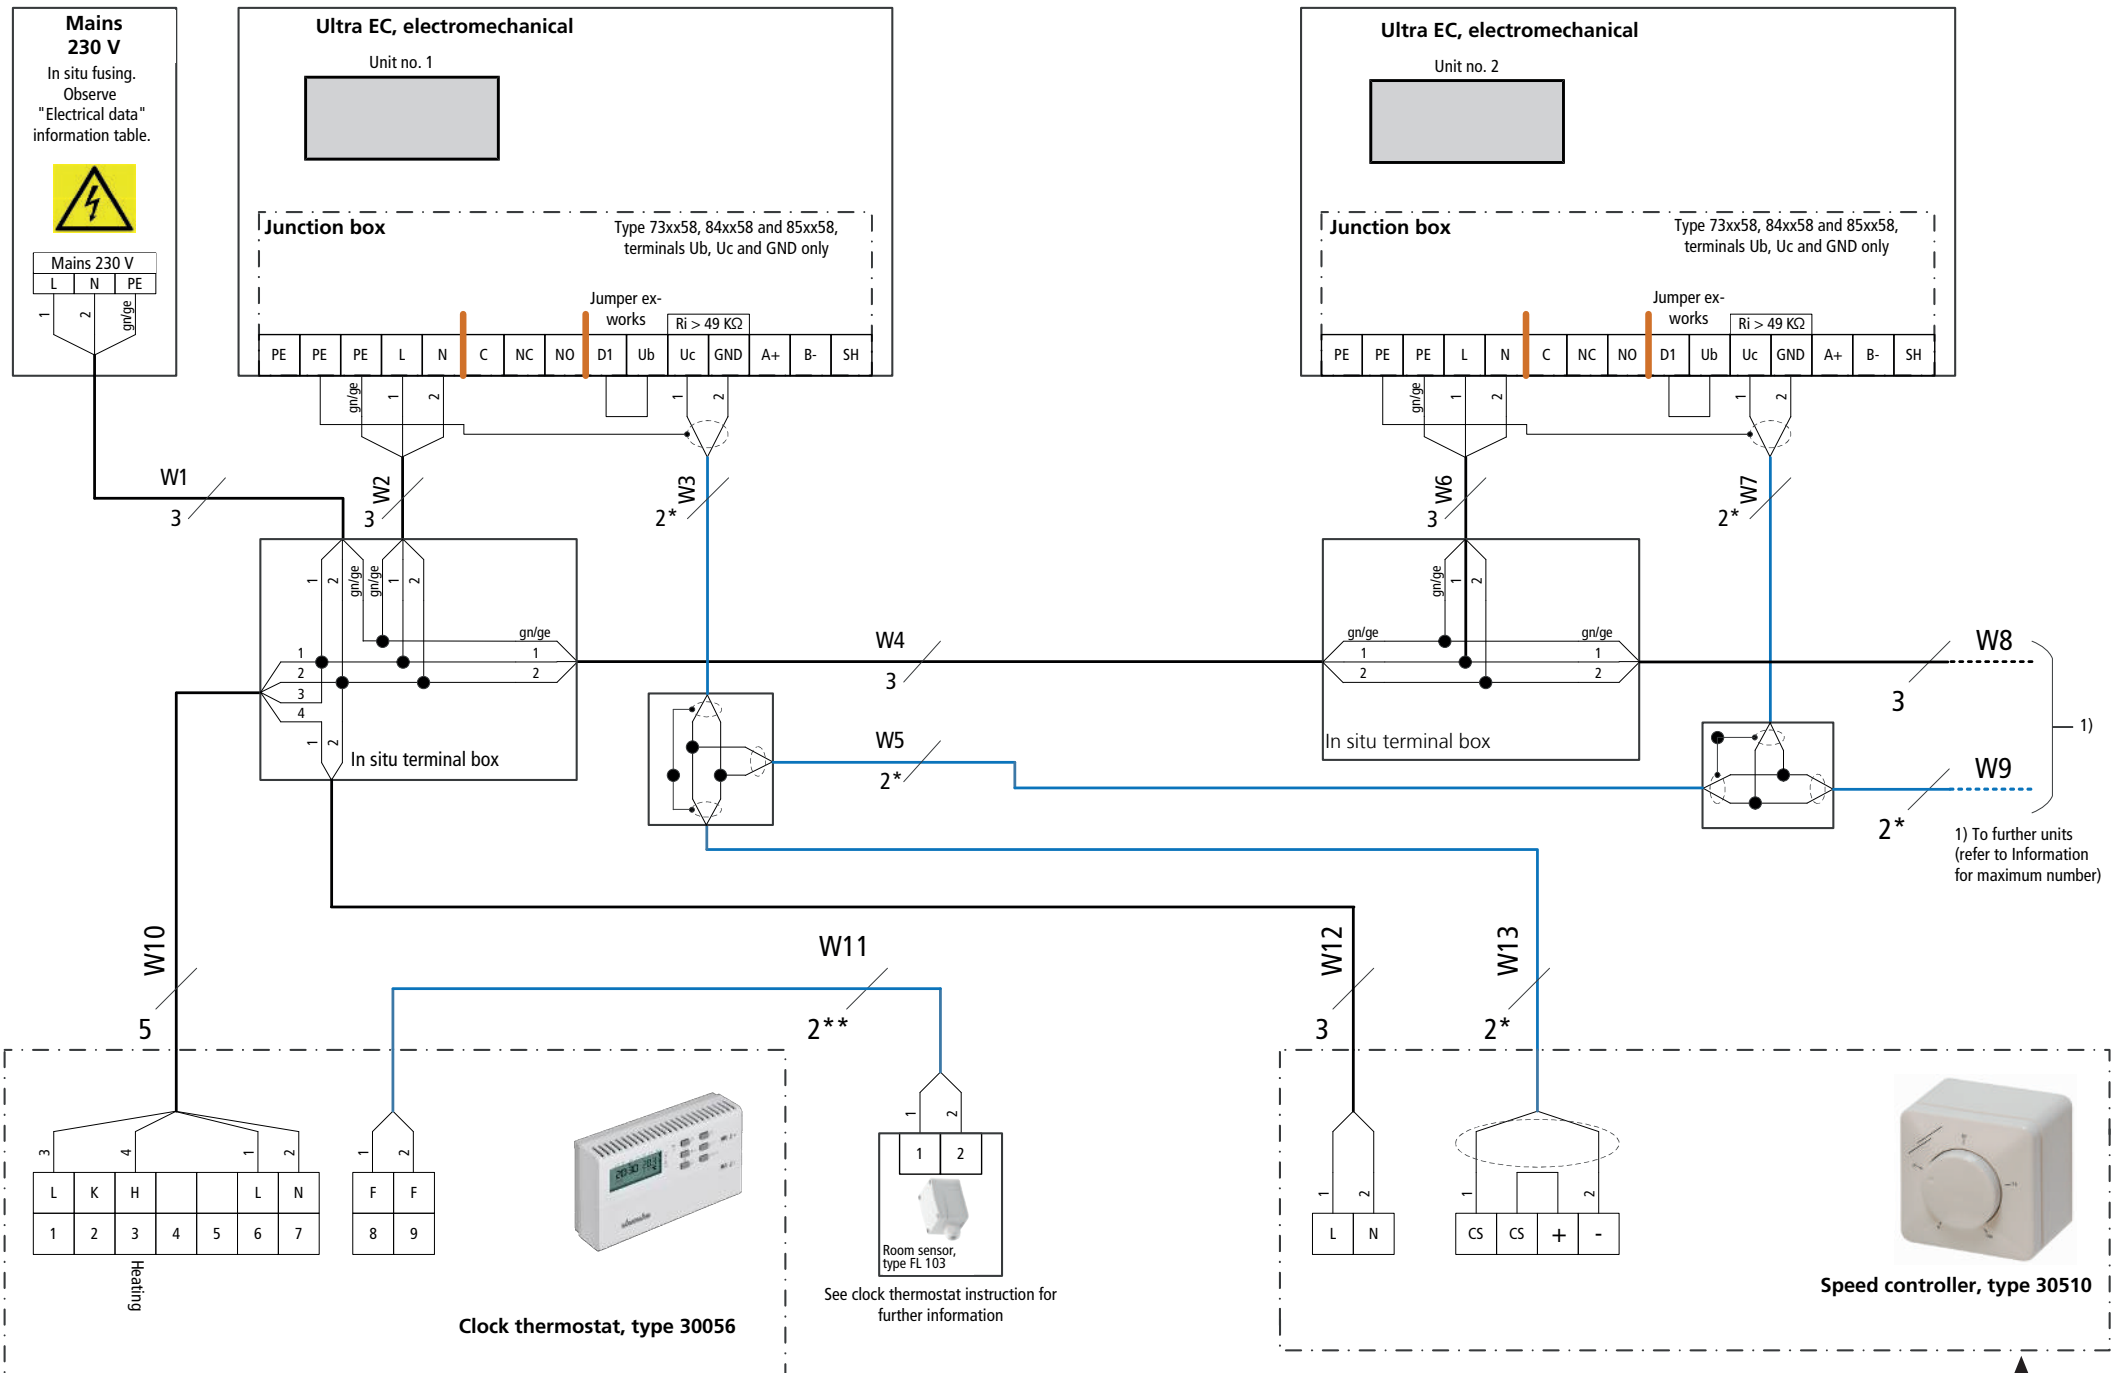 Mains
230 V
In situ fusing.
Observe
"Electrical data"
information table.
Mains 230 V
L N PE
1 2 gn/ge
Ultra EC, electromechanical
Unit no. 1
Junction box
Type 73xx58, 84xx58 and 85xx58,
terminals Ub, Uc and GND only
Jumper ex-
works
Ri > 49 KΩ
PE PE PE L N C NC NO D1 Ub Uc GND A+ B- SH
gn/ge 1 2 1 2
Ultra EC, electromechanical
Unit no. 2
Junction box
Type 73xx58, 84xx58 and 85xx58,
terminals Ub, Uc and GND only
Jumper ex-
works
Ri > 49 KΩ
PE PE PE L N C NC NO D1 Ub Uc GND A+ B- SH
gn/ge 1 2 1 2
W1
3
W2
3
W3
2*
W6
3
W7
2*
1 2 gn/ge gn/ge 1 2
gn/ge
1 1
2 2
3
4
1 2
In situ terminal box
W4
3
gn/ge 1 2
gn/ge gn/ge
1 1
2 2
In situ terminal box
W8
3
W5
2*
W9
2*
1)
1) To further units
(refer to Information
for maximum number)
W10
5
W11
2**
W12
3
W13
2*
3 4 1 2
L K H L N
1 2 3 4 5 6 7
Heating
1 2
F F
8 9
20:30
Clock thermostat, type 30056
1 2
1 2
Room sensor,
type FL 103
See clock thermostat instruction for
further information
1 2
L N
1 2
CS CS + -
Speed controller, type 30510